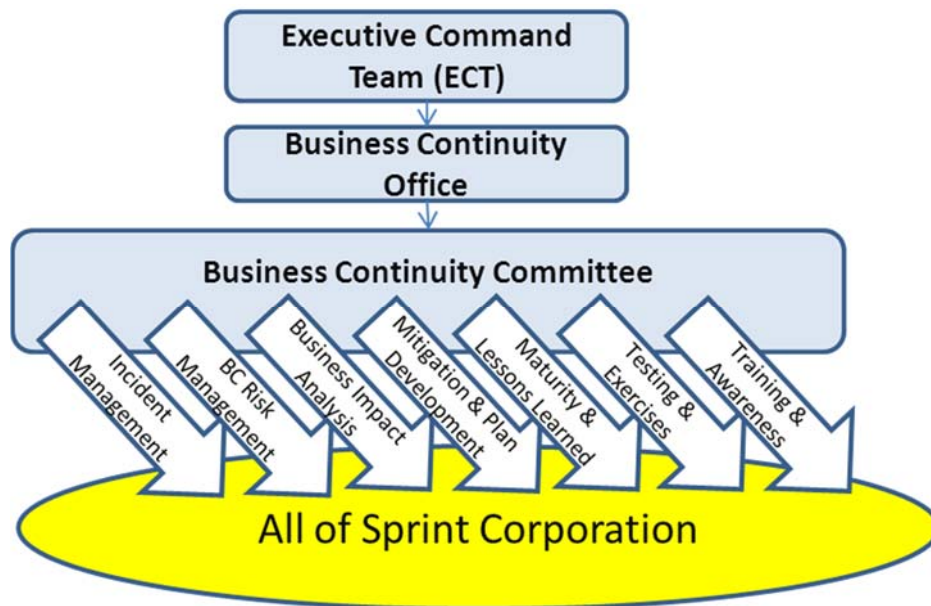 Executive Command
Team (ECT)
Business Continuity
Office
Business Continuity Committee
Incident
Management
BC Risk
Management
Business Impact
Analysis
Mitigation & Plan
Development
Maturity &
Lessons Learned
Testing &
Exercises
Training &
Awareness
All of Sprint Corporation